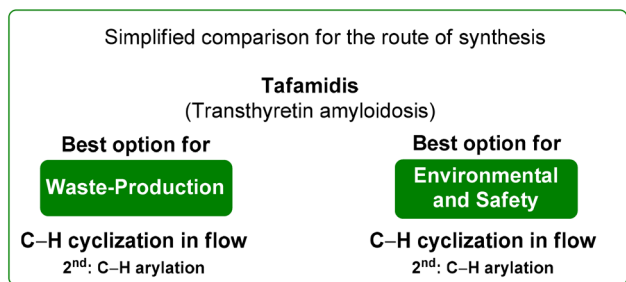 Simplified comparison for the route of synthesis
Tafamidis
(Transthyretin amyloidosis)
Best option for
Waste-Production
C–H cyclization in flow
2nd: C–H arylation
Best option for
Environmental
and Safety
C–H cyclization in flow
2nd: C–H arylation